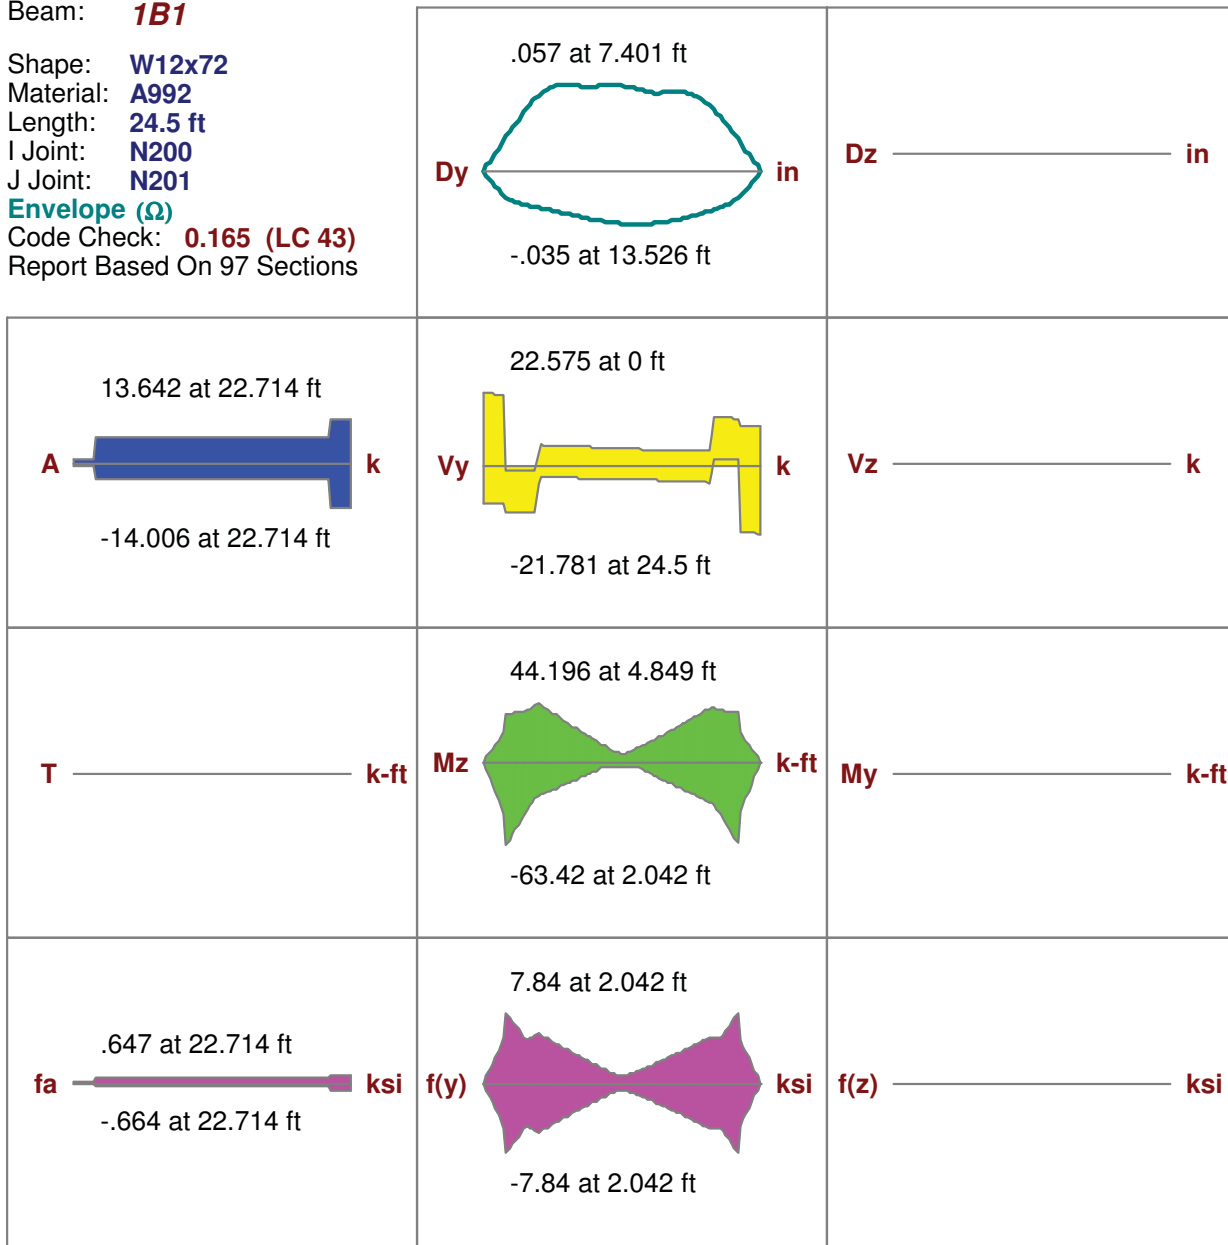 Beam: 1B1
Shape: W12x72
Material: A992
Length: 24.5 ft
I Joint: N200
J Joint: N201
Envelope (Ω)
Code Check: 0.165 (LC 43)
Report Based On 97 Sections
.057 at 7.401 ft
Dy in
-.035 at 13.526 ft
Dz in
13.642 at 22.714 ft
A k
-14.006 at 22.714 ft
22.575 at 0 ft
Vy k
-21.781 at 24.5 ft
Vz k
T k-ft
44.196 at 4.849 ft
Mz k-ft
-63.42 at 2.042 ft
My k-ft
.647 at 22.714 ft
fa ksi
-.664 at 22.714 ft
7.84 at 2.042 ft
f(y) ksi
-7.84 at 2.042 ft
f(z) ksi